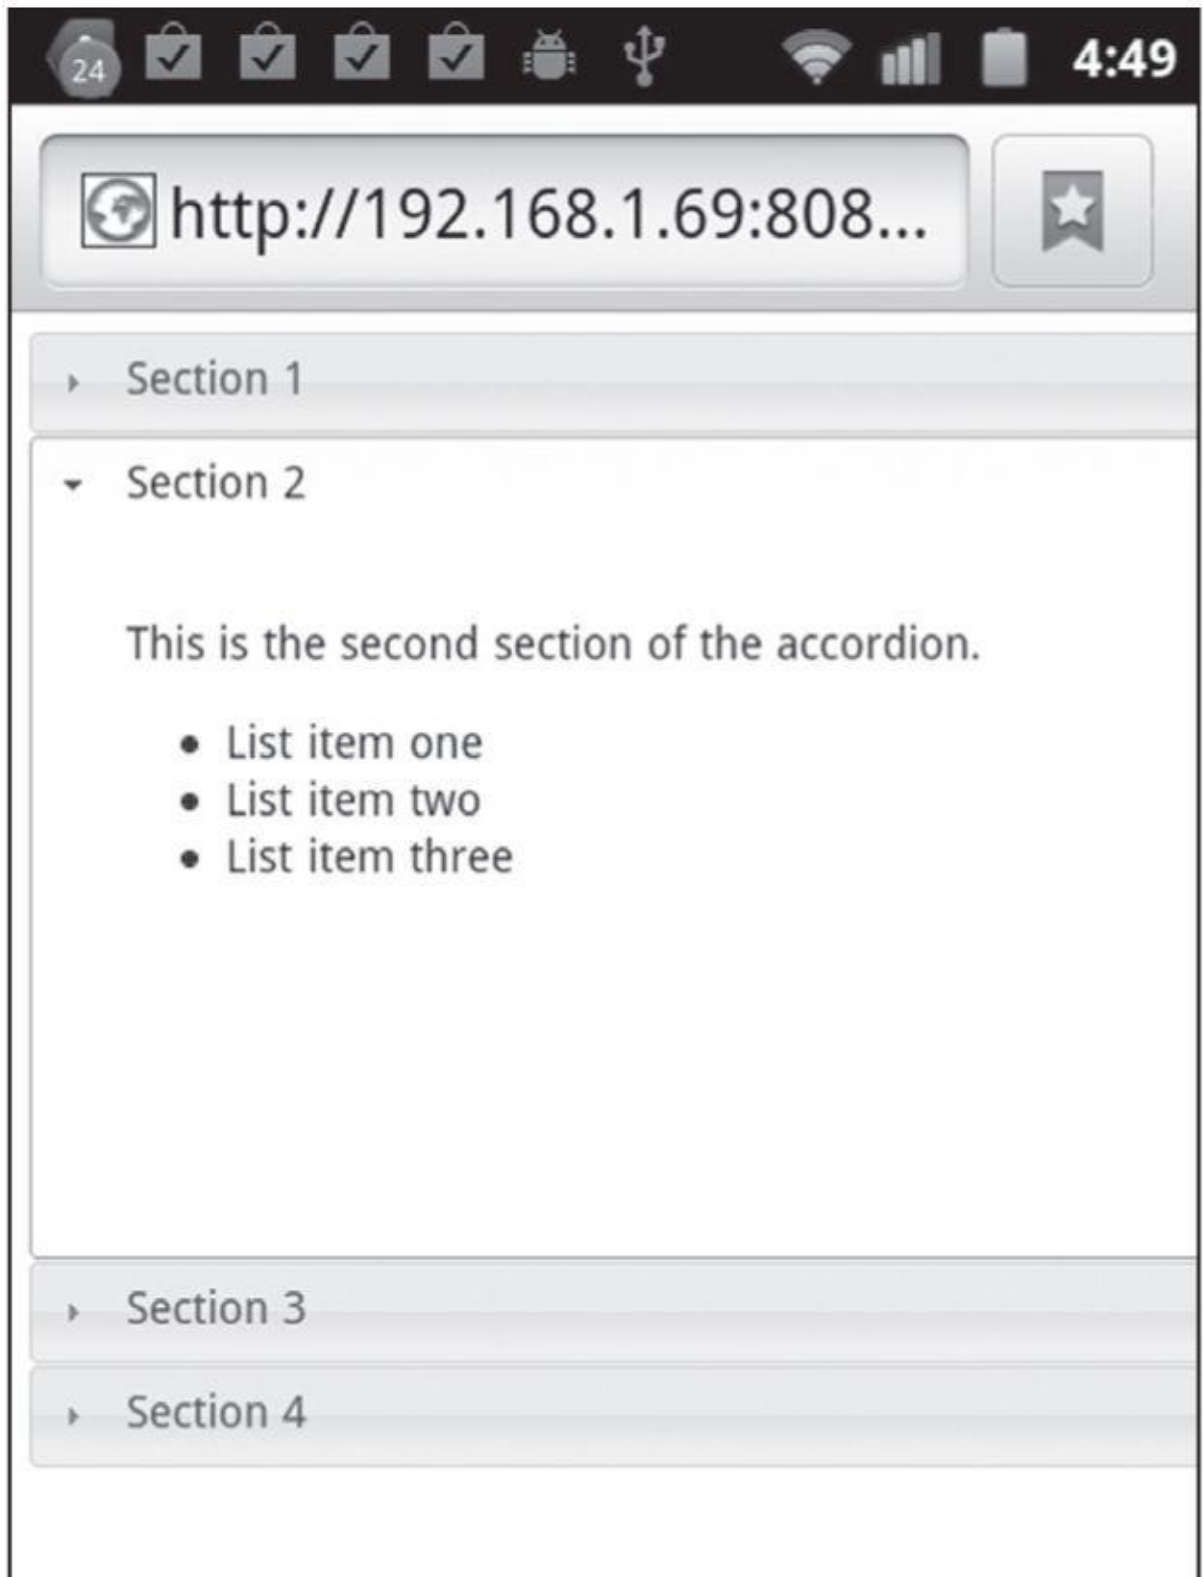 24
4:49
http://192.168.1.69:808...
Section 1
Section 2
This is the second section of the accordion.
List item one
List item two
List item three
Section 3
Section 4